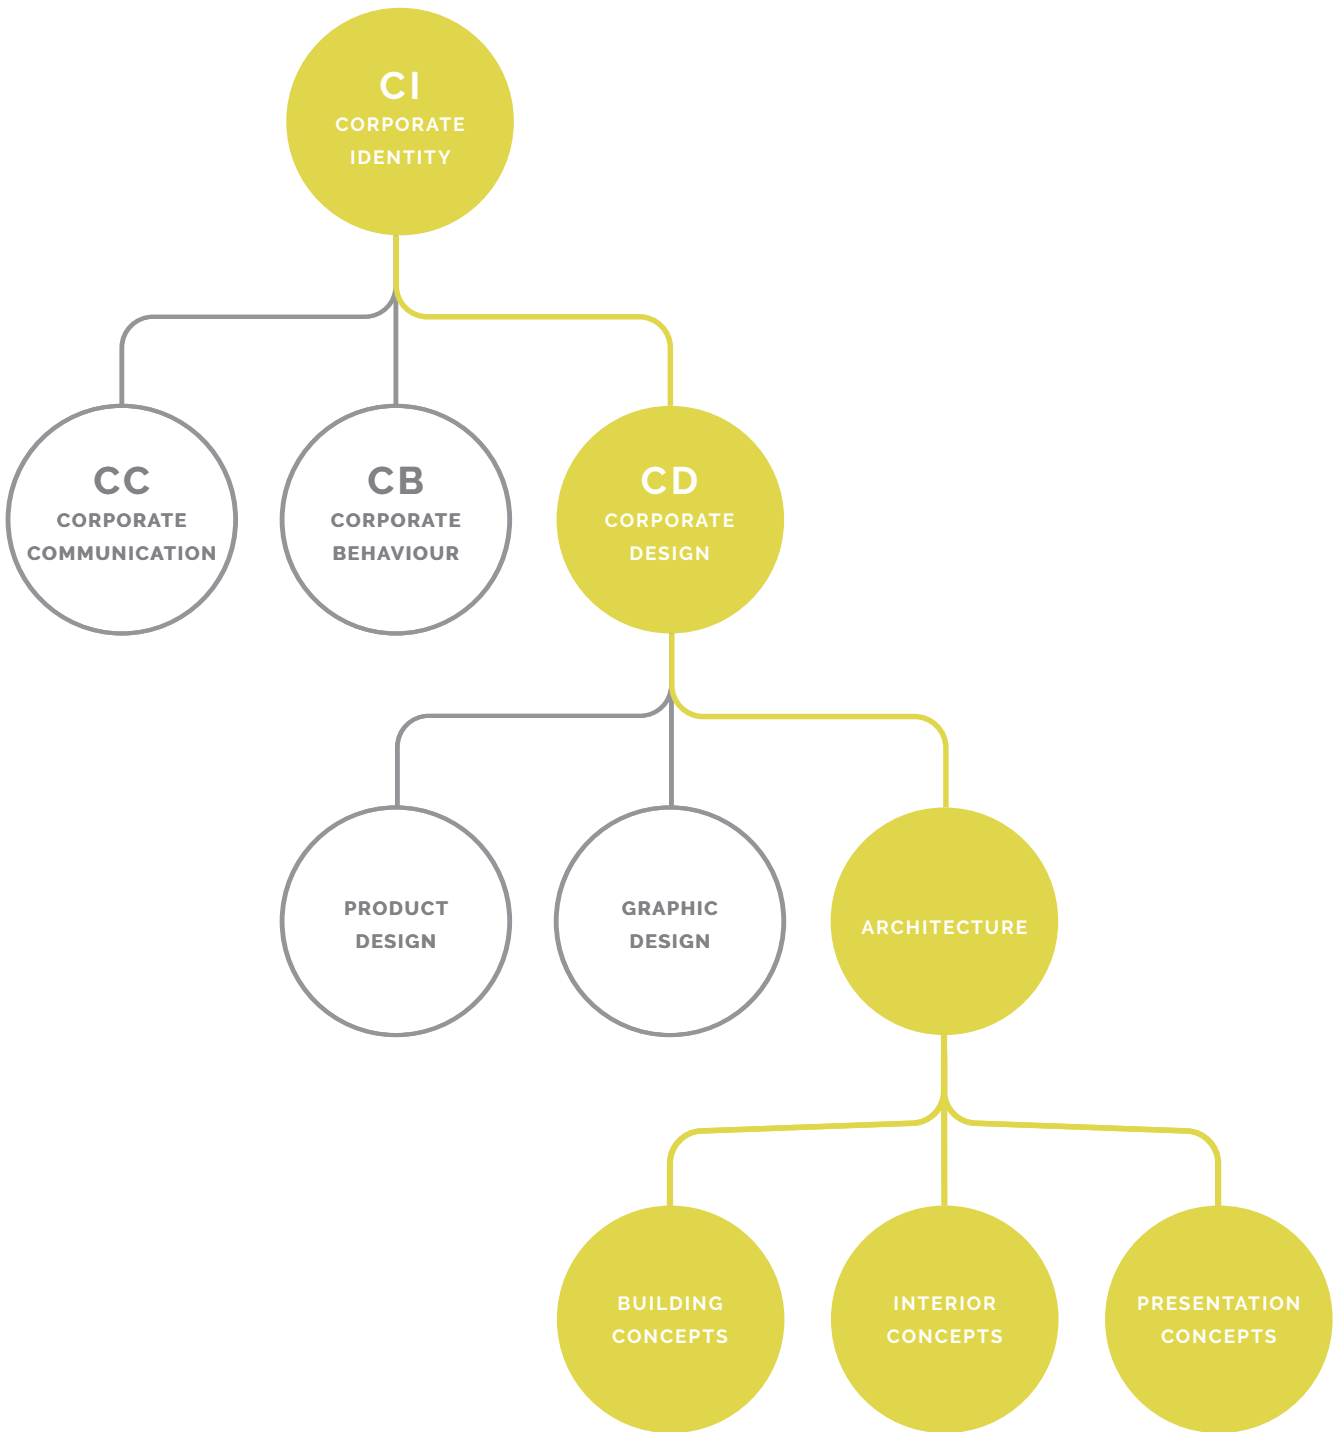 CI
CORPORATE
IDENTITY
CC
CORPORATE
COMMUNICATION
CB
CORPORATE
BEHAVIOUR
CD
CORPORATE
DESIGN
PRODUCT
DESIGN
GRAPHIC
DESIGN
ARCHITECTURE
BUILDING
CONCEPTS
INTERIOR
CONCEPTS
PRESENTATION
CONCEPTS